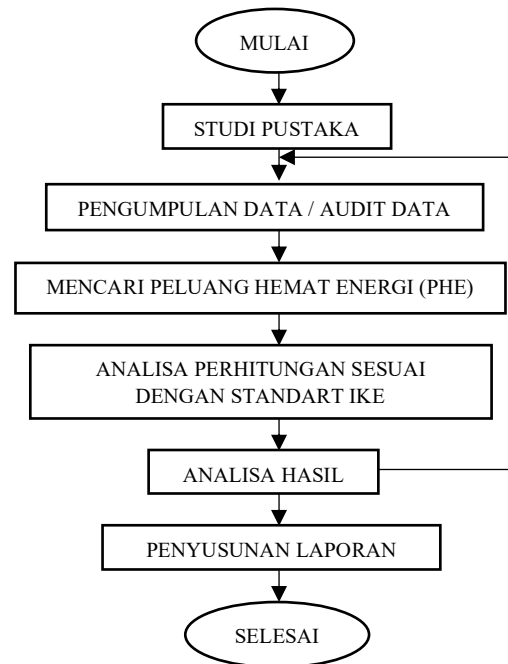 MULAI
STUDI PUSTAKA
PENGUMPULAN DATA / AUDIT DATA
MENCARI PELUANG HEMAT ENERGI (PHE)
ANALISA PERHITUNGAN SESUAI
DENGAN STANDART IKE
ANALISA HASIL
PENYUSUNAN LAPORAN
SELESAI